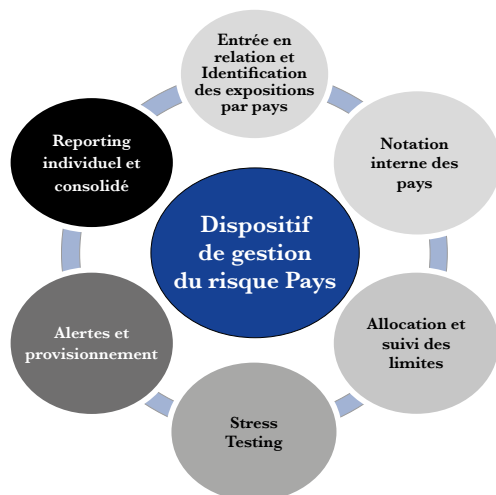 Entrée en
relation et
Identification
des expositions
par pays
Notation
interne des
pays
Allocation et
suivi des
limites
Stress
Testing
Alertes et
provisionnement
Reporting
individuel et
consolidé
Dispositif
de gestion
du risque Pays